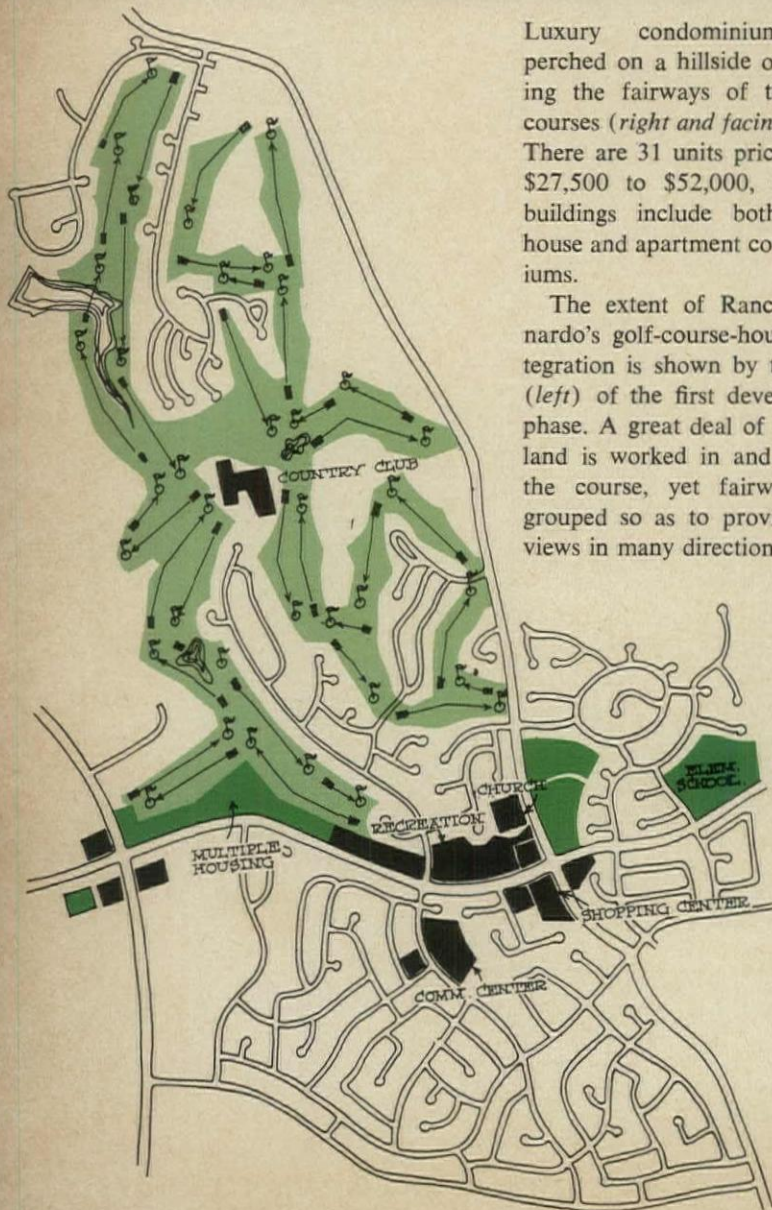 Luxury condominium
perched on a hillside o
ing the fairways of t
courses (right and facin
There are 31 units pric
$27,500 to $52,000,
buildings include both
house and apartment co
iums.
The extent of Ranc
nardo's golf-course-hou
tegration is shown by t
(left) of the first deve
phase. A great deal of
land is worked in and
the course, yet fairw
grouped so as to prov
views in many direction
COUNTRY CLUB
ELEM.
SCHOOL.
CHURCH
RECREATION
MULTIPLE
HOUSING
SHOPPING CENTER
COMM. CENTER